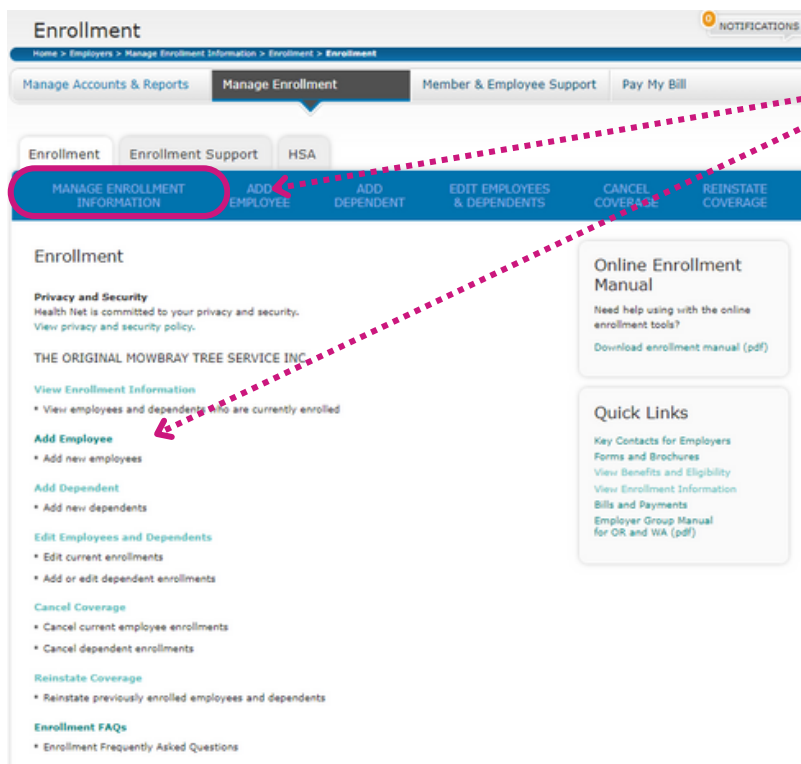 Enrollment
0 NOTIFICATIONS
Home > Employers > Manage Enrollment Information > Enrollment > Enrollment
Manage Accounts & Reports
Manage Enrollment
Member & Employee Support
Pay My Bill
Enrollment
Enrollment Support
HSA
MANAGE ENROLLMENT
INFORMATION
ADD
EMPLOYEE
ADD
DEPENDENT
EDIT EMPLOYEES
& DEPENDENTS
CANCEL
COVERAGE
REINSTATE
COVERAGE
Enrollment
Privacy and Security
Health Net is committed to your privacy and security.
View privacy and security policy.
THE ORIGINAL MOWBRAY TREE SERVICE INC
View Enrollment Information
* View employees and dependents who are currently enrolled
Add Employee
* Add new employees
Add Dependent
* Add new dependents
Edit Employees and Dependents
* Edit current enrollments
* Add or edit dependent enrollments
Cancel Coverage
* Cancel current employee enrollments
* Cancel dependent enrollments
Reinstate Coverage
* Reinstate previously enrolled employees and dependents
Enrollment FAQs
* Enrollment Frequently Asked Questions
Online Enrollment
Manual
Need help using with the online
enrollment tools?
Download enrollment manual (pdf)
Quick Links
Key Contacts for Employers
Forms and Brochures
View Benefits and Eligibility
View Enrollment Information
Bills and Payments
Employer Group Manual
for OR and WA (pdf)